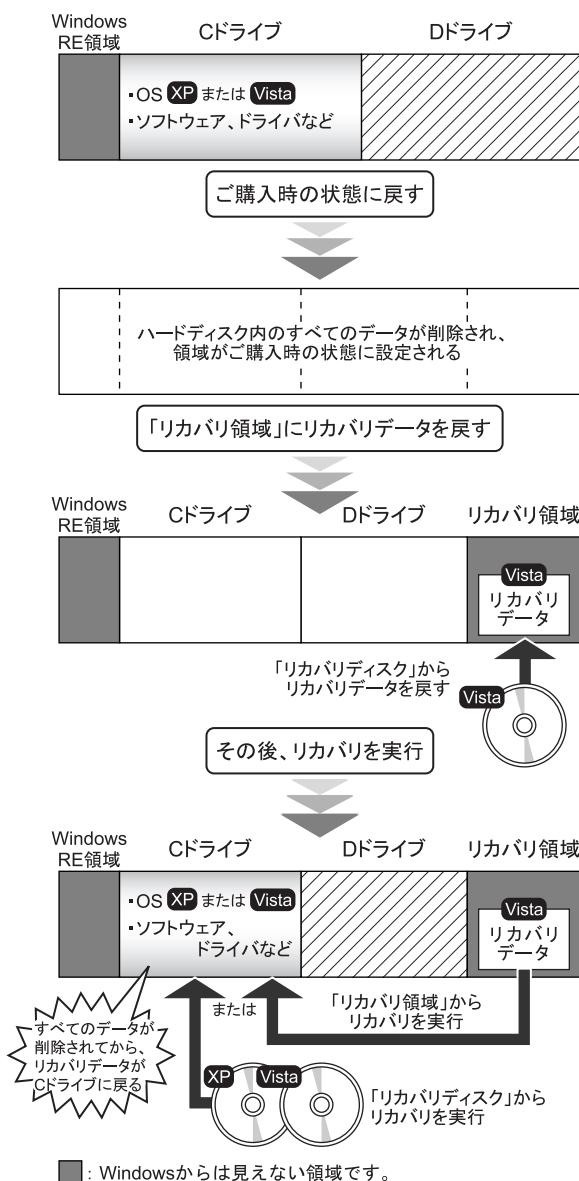 Windows
RE領域
Cドライブ
Dドライブ
・OS XP または Vista
・ソフトウェア、ドライバなど
ご購入時の状態に戻す
ハードディスク内のすべてのデータが削除され、
領域がご購入時の状態に設定される
「リカバリ領域」にリカバリデータを戻す
Windows
RE領域
Cドライブ
Dドライブ
リカバリ領域
Vista
リカバリ
データ
「リカバリディスク」から
リカバリデータを戻す
Vista
その後、リカバリを実行
Windows
RE領域
Cドライブ
Dドライブ
リカバリ領域
・OS XP または Vista
・ソフトウェア、
ドライバなど
Vista
リカバリ
データ
すべてのデータが
削除されてから、
リカバリデータが
Cドライブに戻る
または
「リカバリ領域」から
リカバリを実行
XP
Vista
「リカバリディスク」から
リカバリを実行
: Windowsからは見えない領域です。